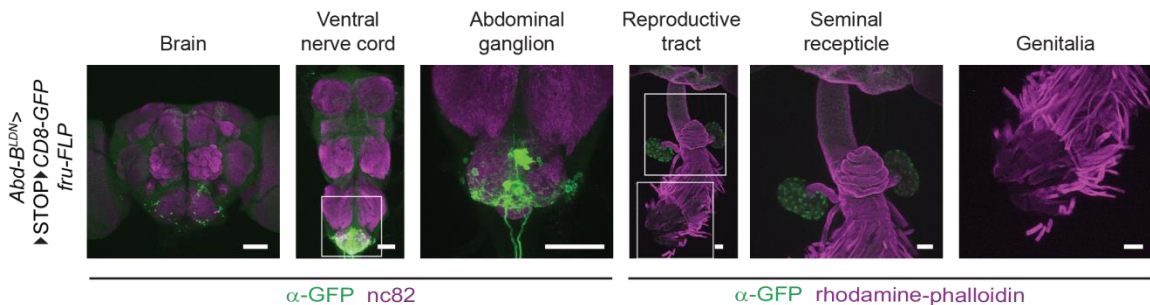 Brain
Ventral
nerve cord
Abdominal
ganglion
Reproductive
tract
Seminal
recepticle
Genitalia
Abd-B^LDN>
▶STOP▶CD8-GFP
fru-FLP
α-GFP nc82
α-GFP rhodamine-phalloidin